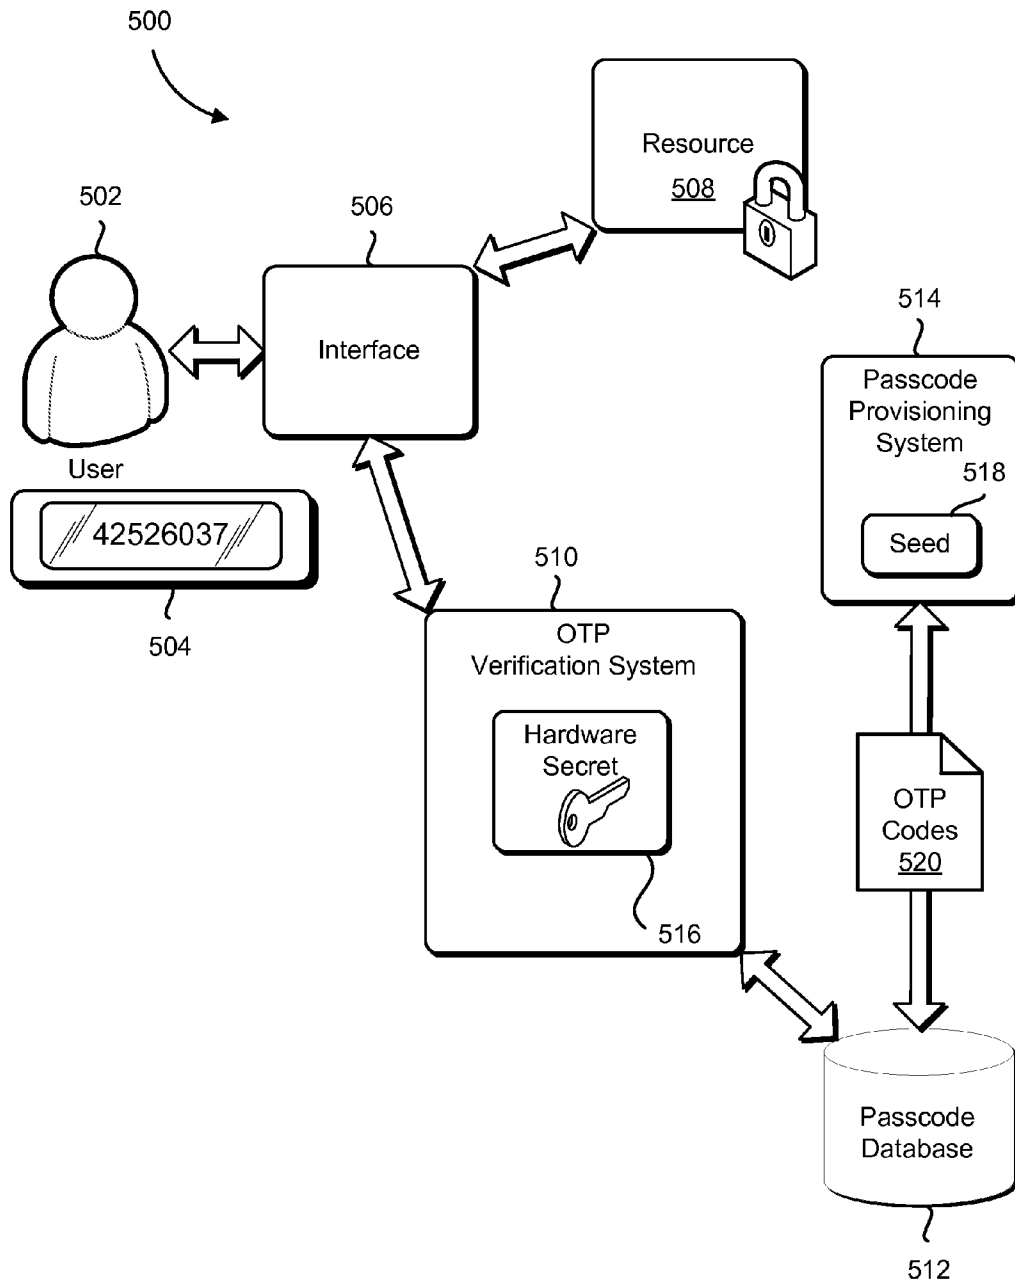 500
Resource
508
502
506
514
Interface
Passcode
Provisioning
System
518
Seed
User
42526037
504
510
OTP
Verification System
Hardware
Secret
516
OTP
Codes
520
Passcode
Database
512